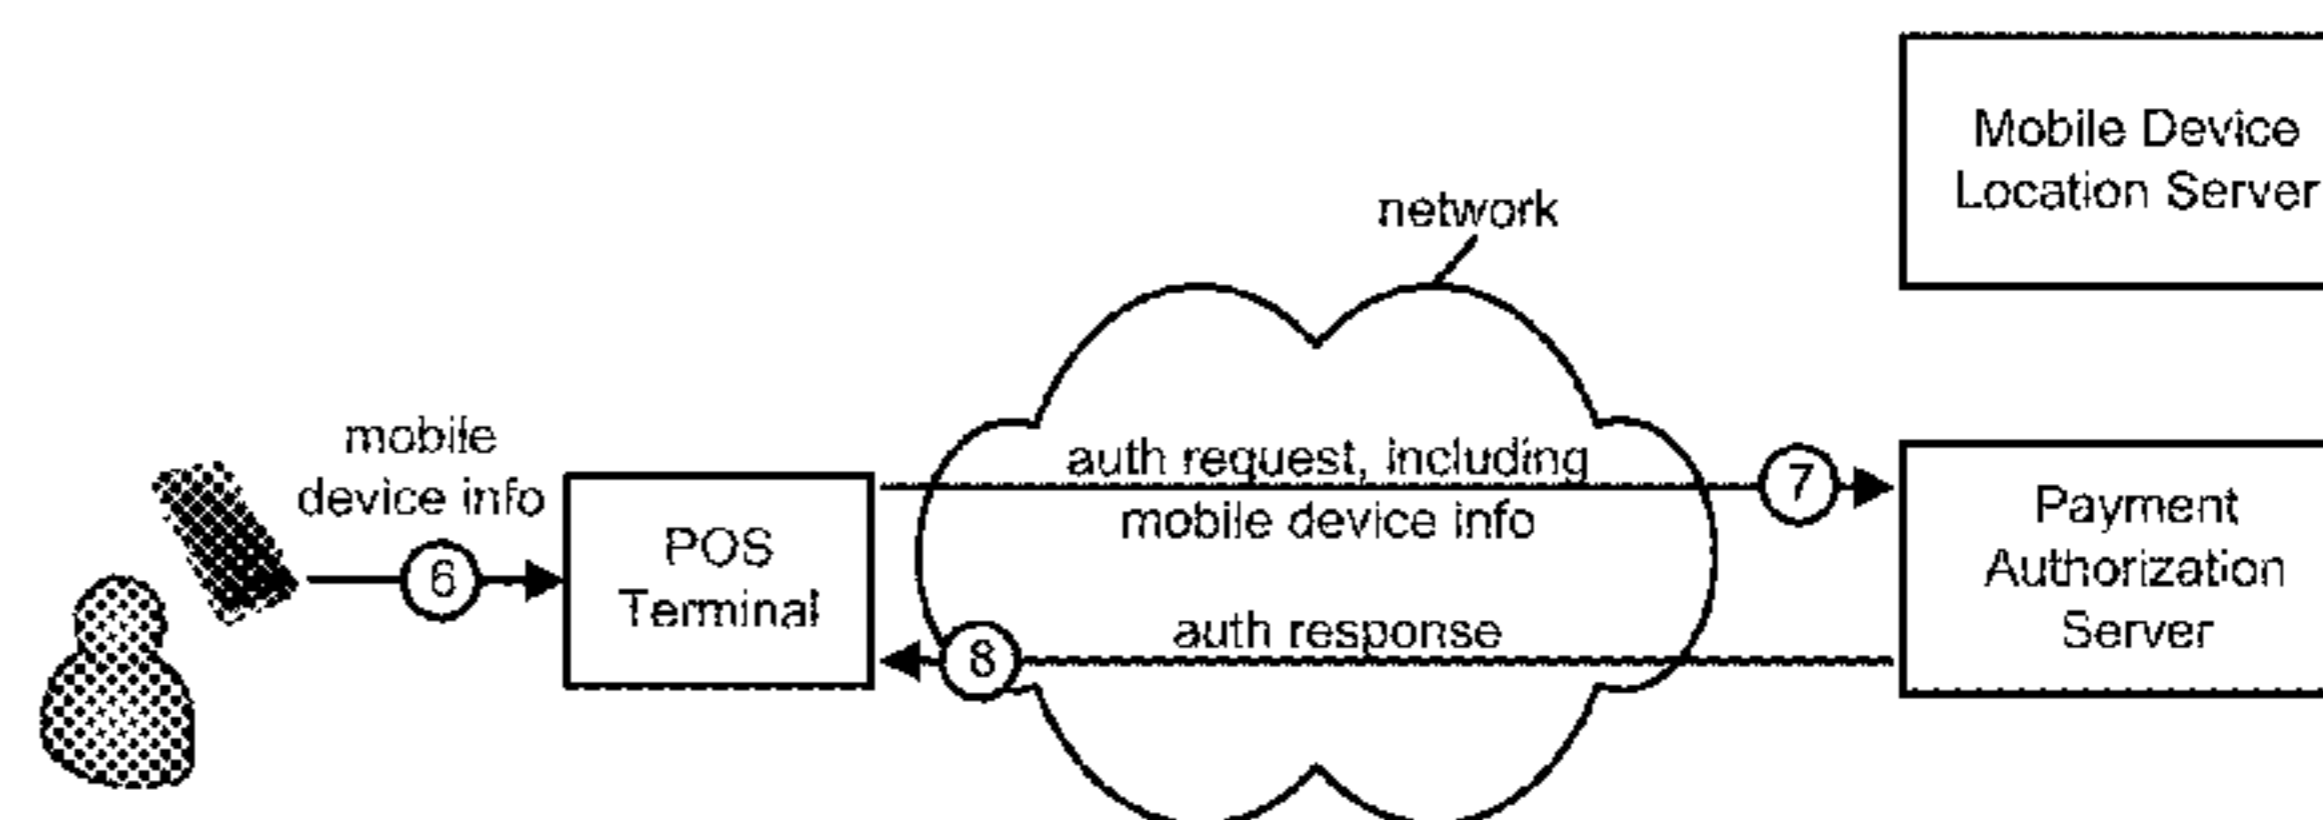 Mobile Device
Location Server
network
mobile
device info
6
POS
Terminal
auth request, including
mobile device info
7
auth response
8
Payment
Authorization
Server